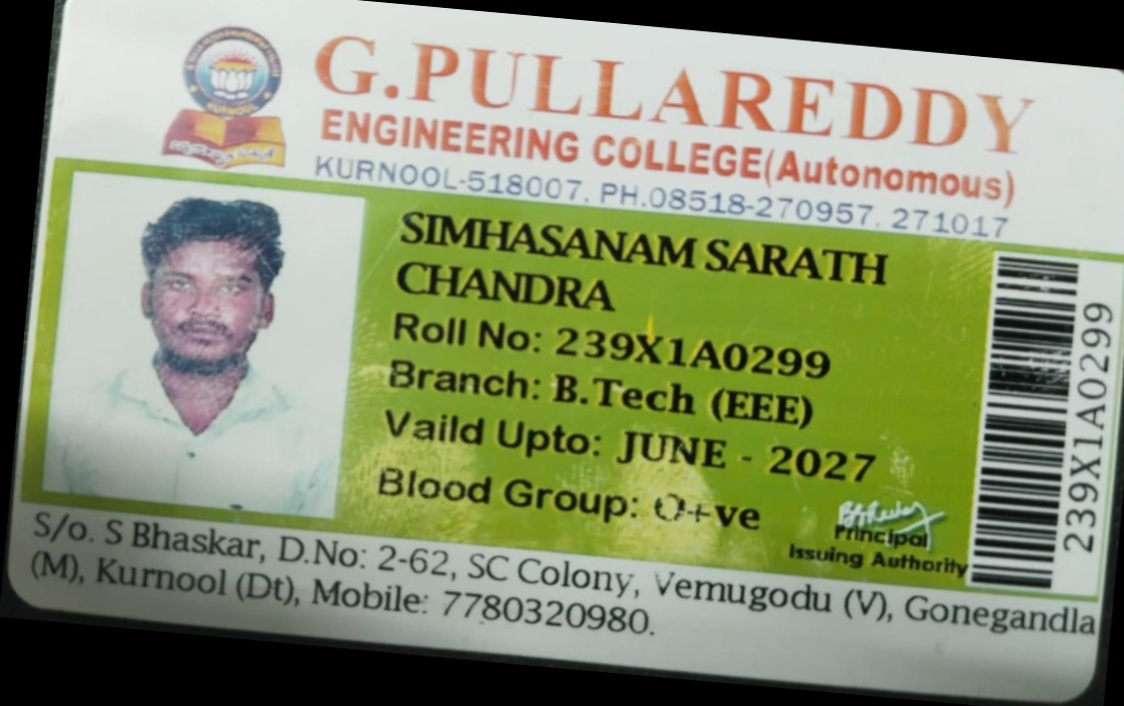 G.PULLAREDDY
ENGINEERING COLLEGE(Autonomous)
KURNOOL-518007. PH.08518-270957, 271017
SIMHASANAM SARATH
CHANDRA
Roll No: 239X1A0299
Branch: B.Tech (EEE)
Vaild Upto: JUNE - 2027
Blood Group: O+ve
Principal
Issuing Authority
239X1A0299
S/o. S Bhaskar, D.No: 2-62, SC Colony, Vemugodu (V), Gonegandla
(M), Kurnool (Dt), Mobile: 7780320980.